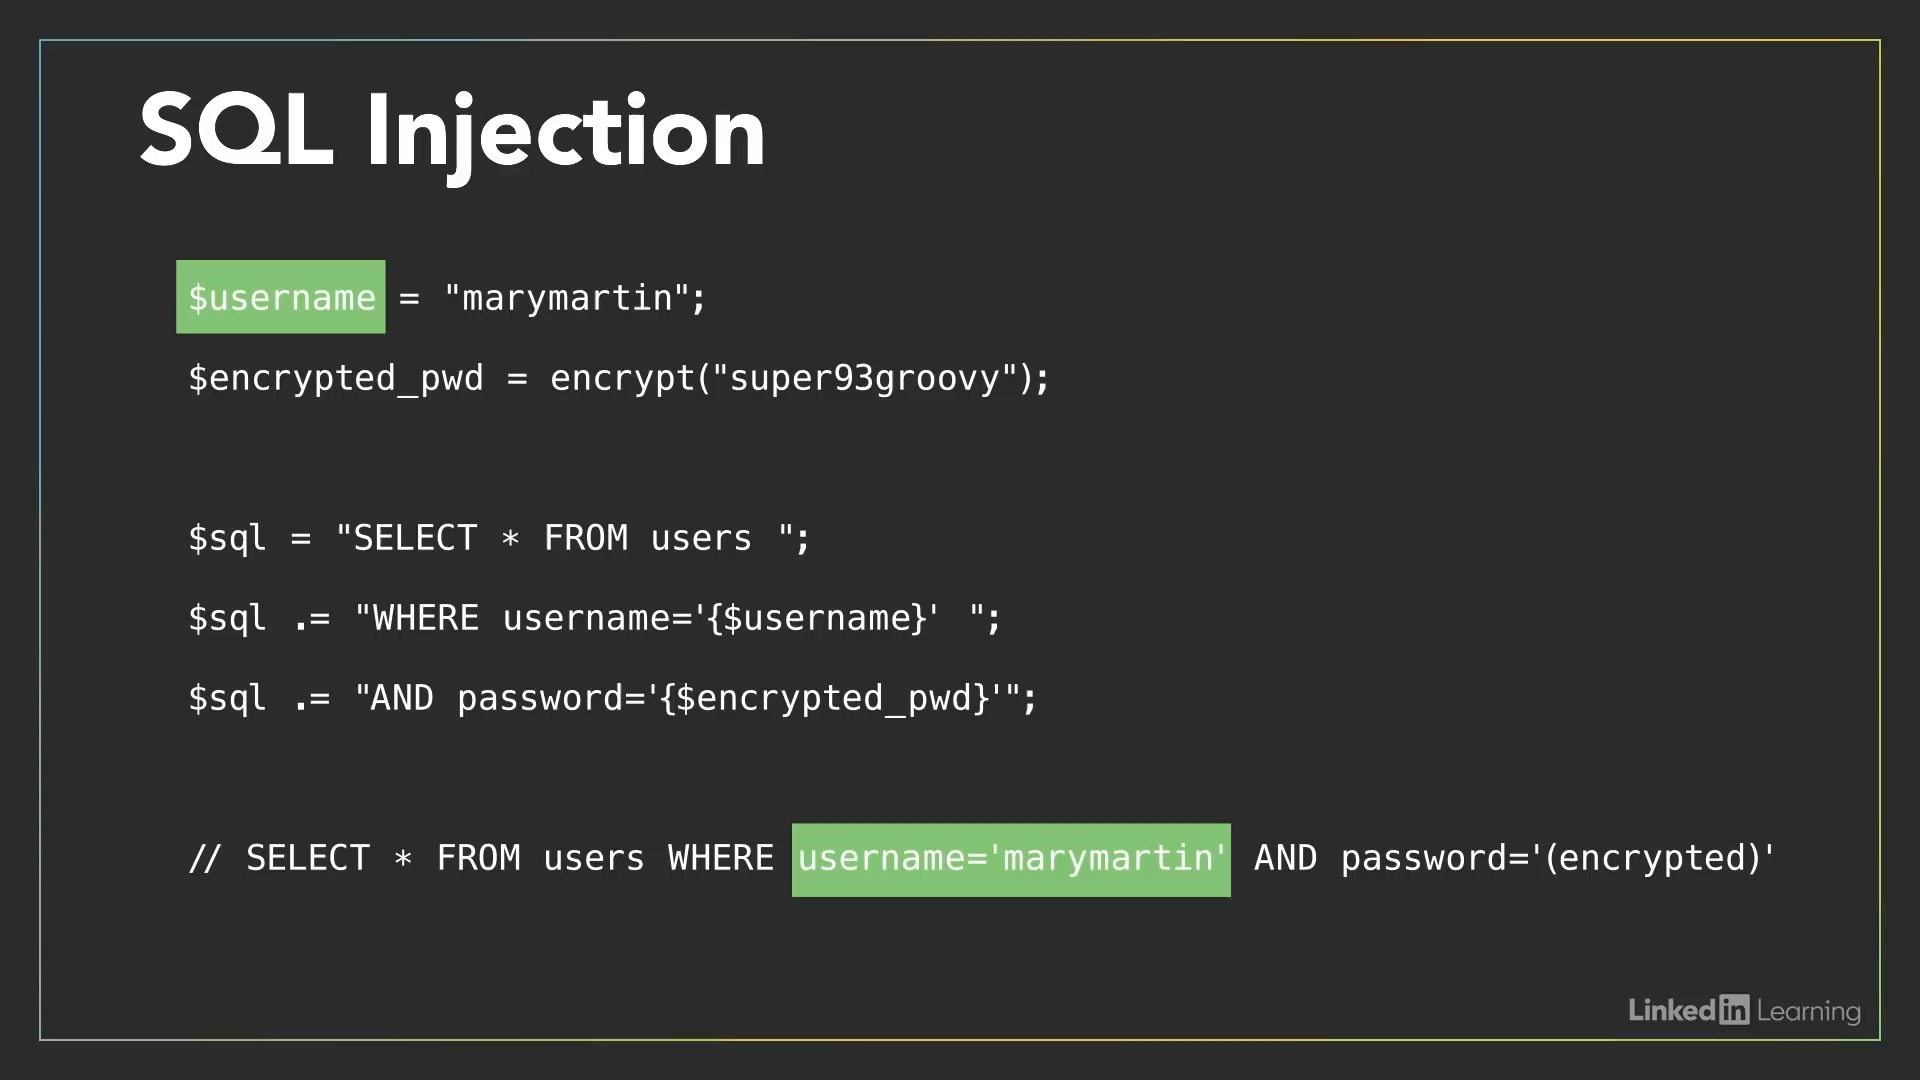 SQL Injection
$username = "marymartin";
$encrypted_pwd = encrypt("super93groovy");
$sql = "SELECT * FROM users ";
$sql .= "WHERE username='{$username}' ";
$sql .= "AND password='{$encrypted_pwd}'";
// SELECT * FROM users WHERE username='marymartin' AND password='(encrypted)'
LinkedIn Learning